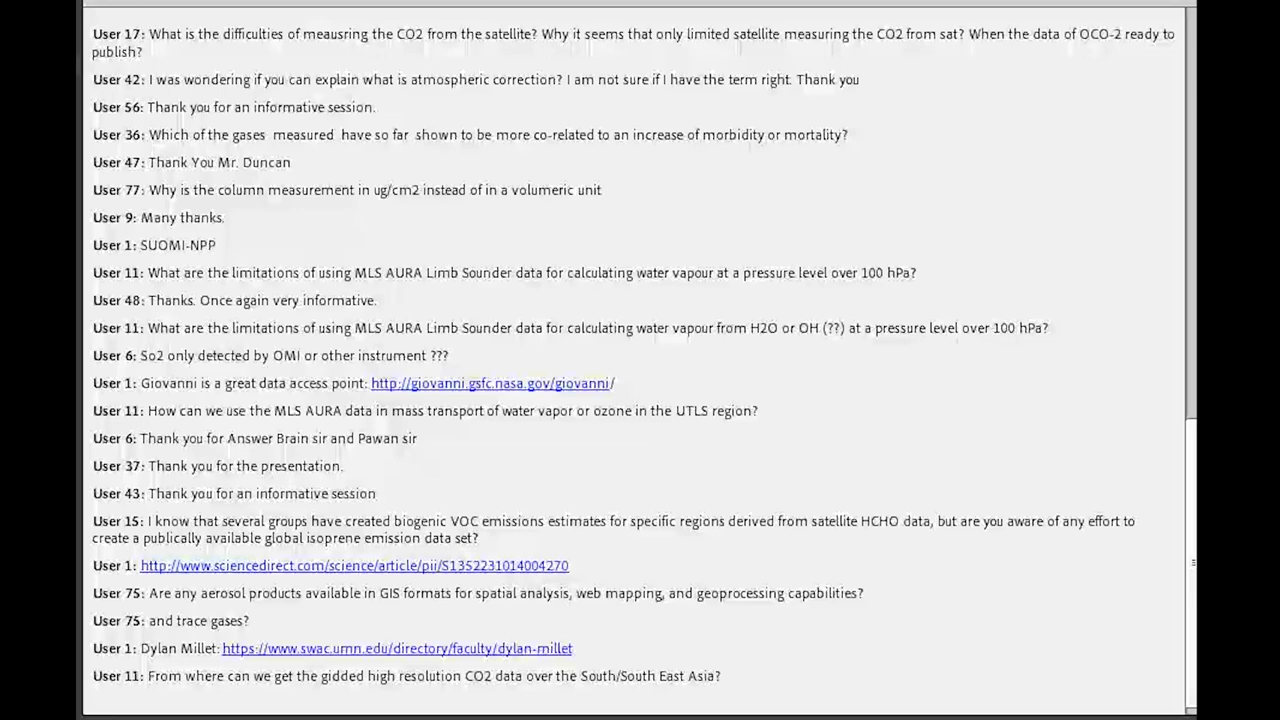 User 17: What is the difficulties of meausring the CO2 from the satellite? Why it seems that only limited satellite measuring the CO2 from sat? When the data of OCO-2 ready to
publish?
User 42: I was wondering if you can explain what is atmospheric correction? I am not sure if I have the term right. Thank you
User 56: Thank you for an informative session.
User 36: Which of the gases measured have so far shown to be more co-related to an increase of morbidity or mortality?
User 47: Thank You Mr. Duncan
User 77: Why is the column measurement in ug/cm2 instead of in a volumeric unit
User 9: Many thanks.
User 1: SUOMI-NPP
User 11: What are the limitations of using MLS AURA Limb Sounder data for calculating water vapour at a pressure level over 100 hPa?
User 48: Thanks. Once again very informative.
User 11: What are the limitations of using MLS AURA Limb Sounder data for calculating water vapour from H2O or OH (??) at a pressure level over 100 hPa?
User 6: So2 only detected by OMI or other instrument ???
User 1: Giovanni is a great data access point: http://giovanni.gsfc.nasa.gov/giovanni/
User 11: How can we use the MLS AURA data in mass transport of water vapor or ozone in the UTLS region?
User 6: Thank you for Answer Brain sir and Pawan sir
User 37: Thank you for the presentation.
User 43: Thank you for an informative session
User 15: I know that several groups have created biogenic VOC emissions estimates for specific regions derived from satellite HCHO data, but are you aware of any effort to
create a publically available global isoprene emission data set?
User 1: http://www.sciencedirect.com/science/article/pii/S1352231014004270
User 75: Are any aerosol products available in GIS formats for spatial analysis, web mapping, and geoprocessing capabilities?
User 75: and trace gases?
User 1: Dylan Millet: https://www.swac.umn.edu/directory/faculty/dylan-millet
User 11: From where can we get the gidded high resolution CO2 data over the South/South East Asia?